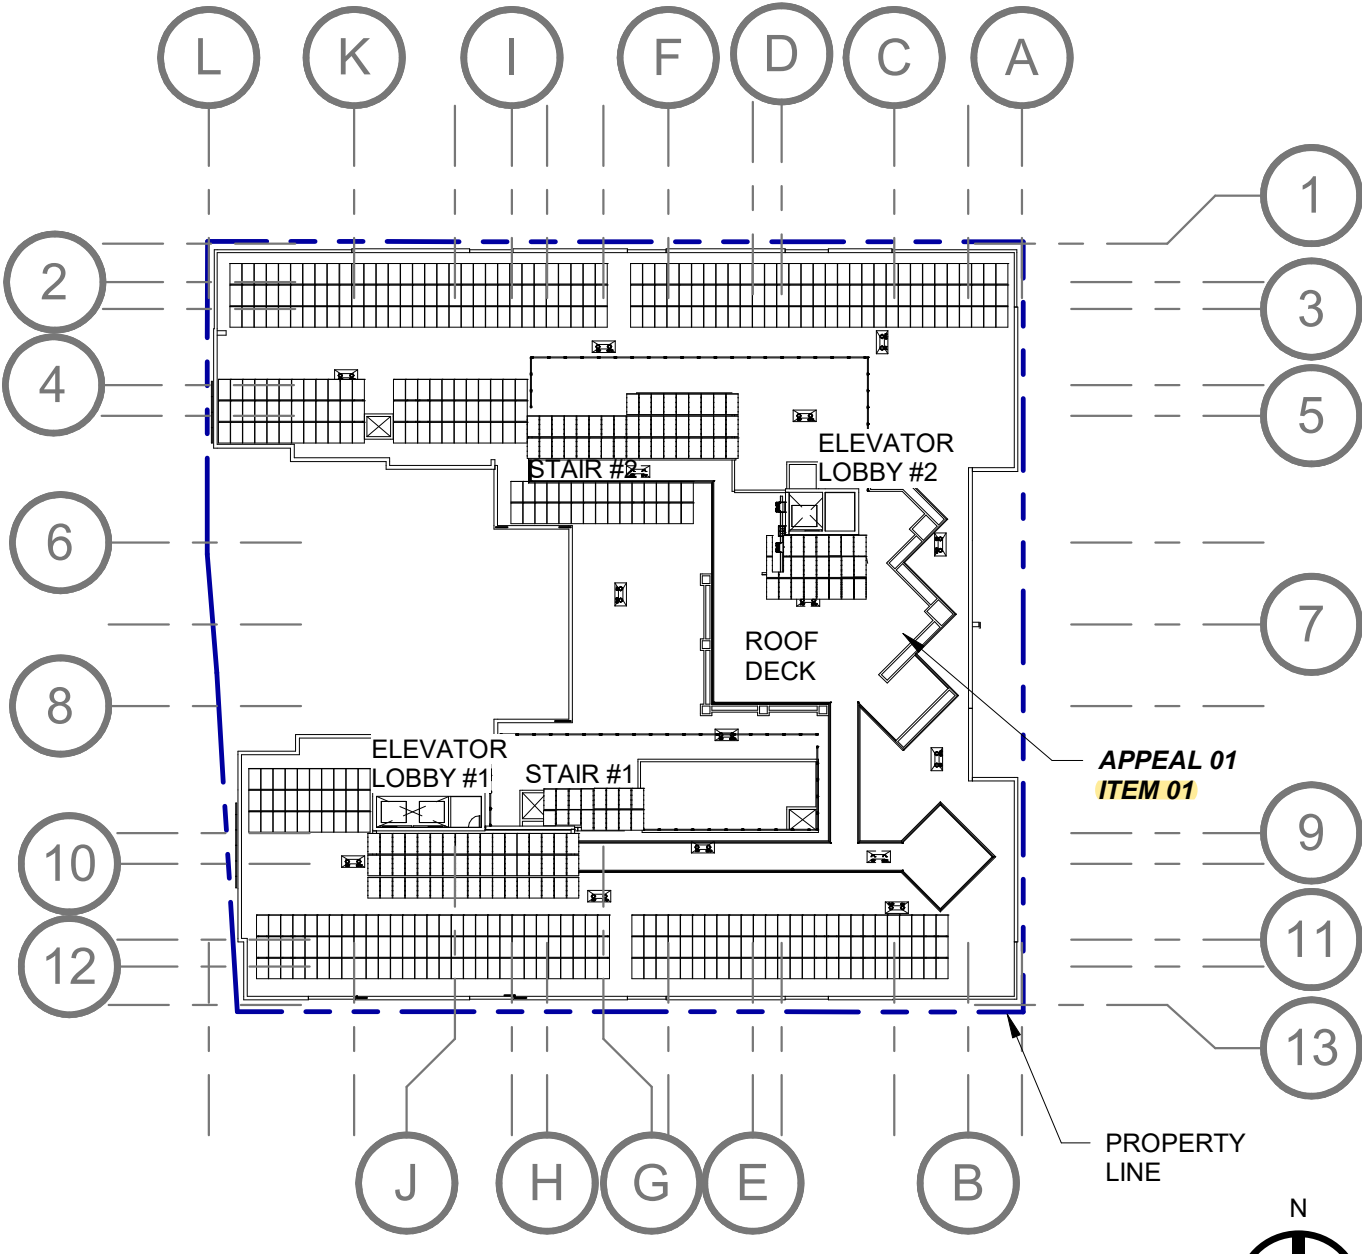 L K I F D C A
1
2
3
4
5
ELEVATOR
LOBBY #2
STAIR #2
6
7
ROOF
DECK
8
ELEVATOR
LOBBY #1
STAIR #1
APPEAL 01
ITEM 01
9
10
11
12
13
PROPERTY
LINE
J H G E B
N